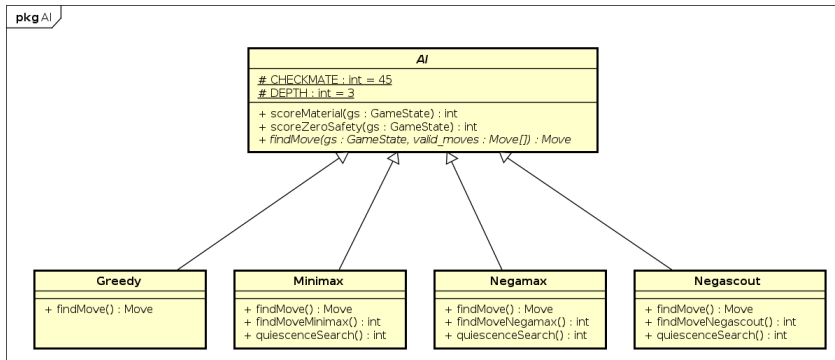 pkg AI
AI
# CHECKMATE : int = 45
# DEPTH : int = 3
+ scoreMaterial(gs : GameState) : int
+ scoreZeroSafety(gs : GameState) : int
+ findMove(gs : GameState, valid_moves : Move[]) : Move
Greedy
+ findMove() : Move
Minimax
+ findMove() : Move
+ findMoveMinimax() : int
+ quiescenceSearch() : int
Negamax
+ findMove() : Move
+ findMoveNegamax() : int
+ quiescenceSearch() : int
Negascout
+ findMove() : Move
+ findMoveNegascout() : int
+ quiescenceSearch() : int